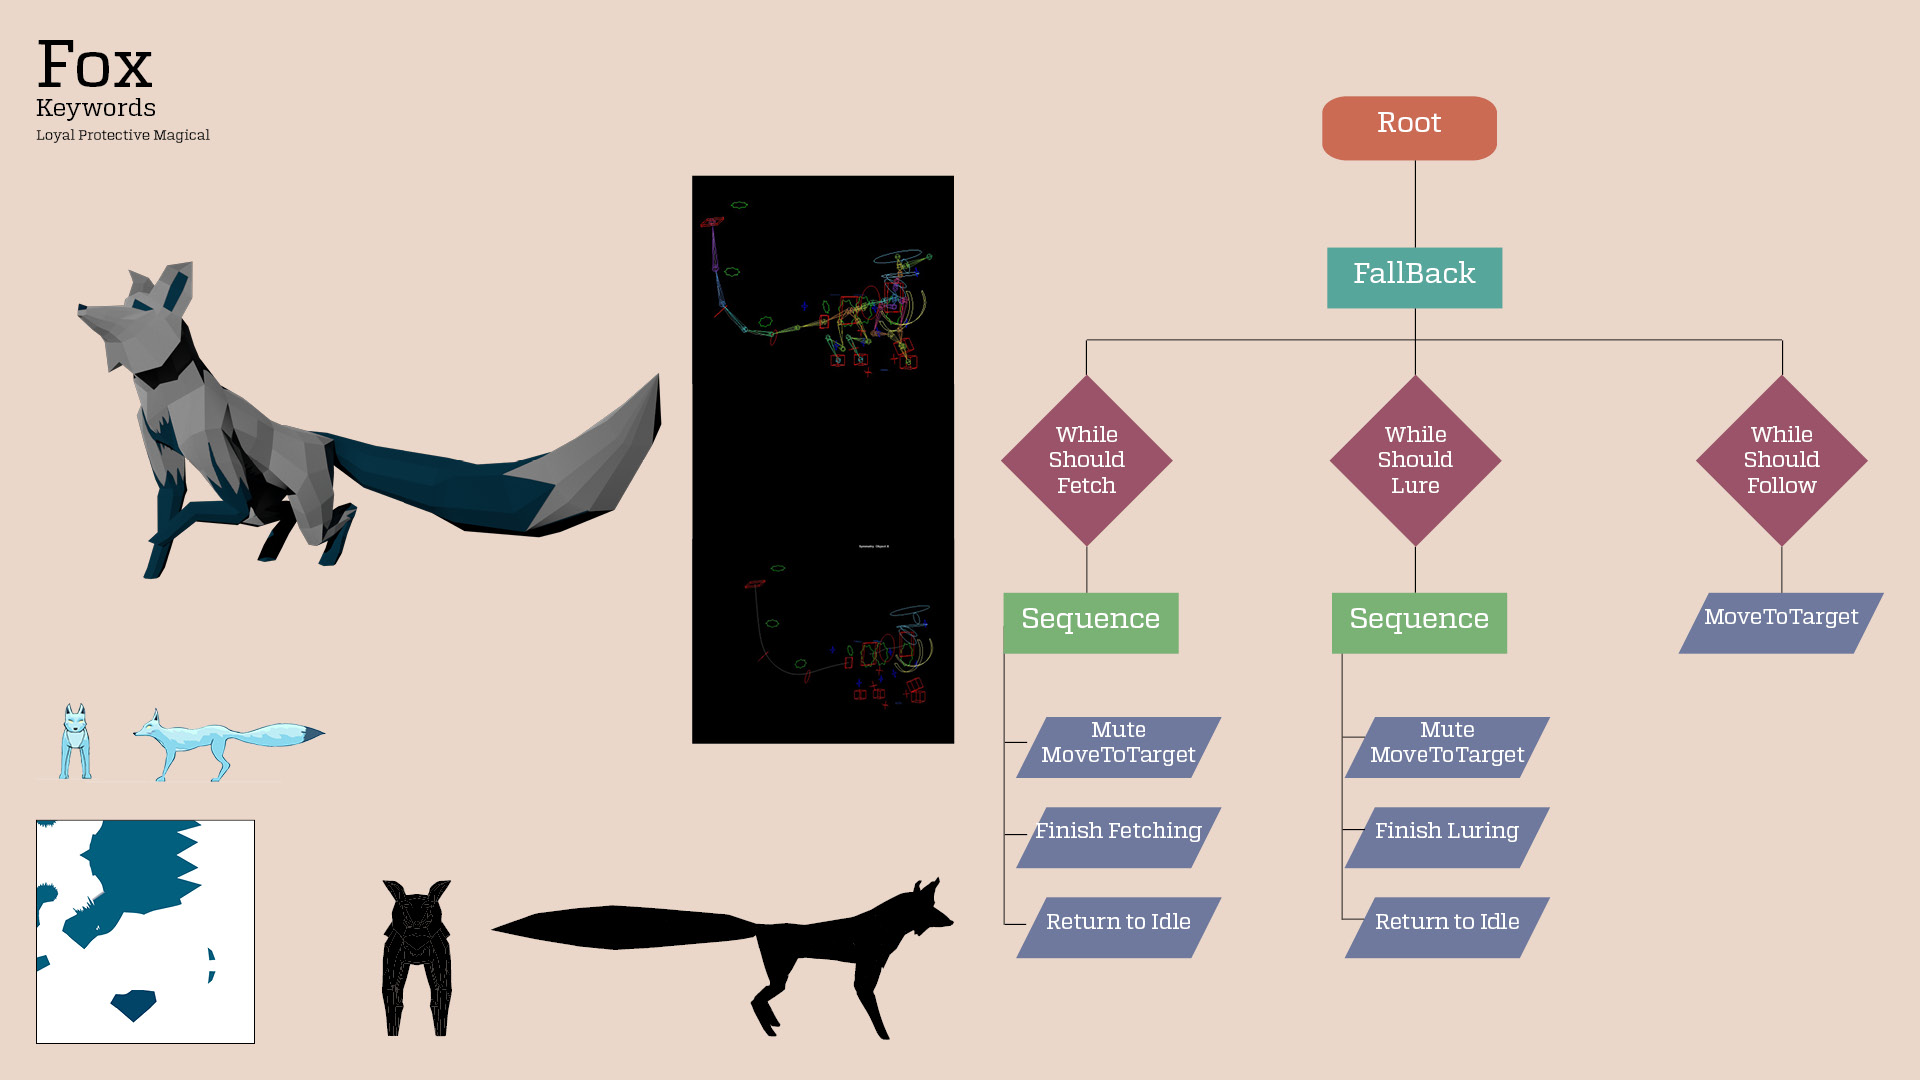 Fox
Keywords
Loyal Protective Magical
Root
FallBack
While
Should
Fetch
While
Should
Lure
While
Should
Follow
Sequence
Sequence
MoveToTarget
Mute
MoveToTarget
Mute
MoveToTarget
Finish Fetching
Finish Luring
Return to Idle
Return to Idle